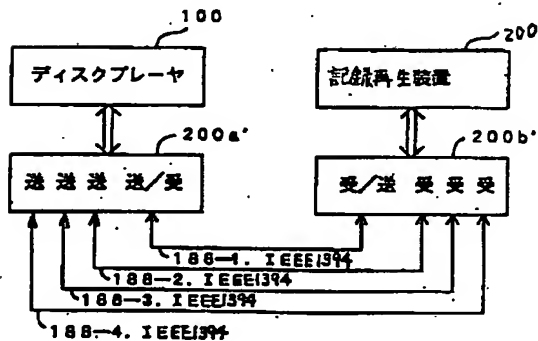 100
200
ディスクプレーヤ
記録再生装置
200a'
200b'
送 送 送 送／受
受／送 受 受 受
188-1. IEEE1394
188-2. IEEE1394
188-3. IEEE1394
188-4. IEEE1394